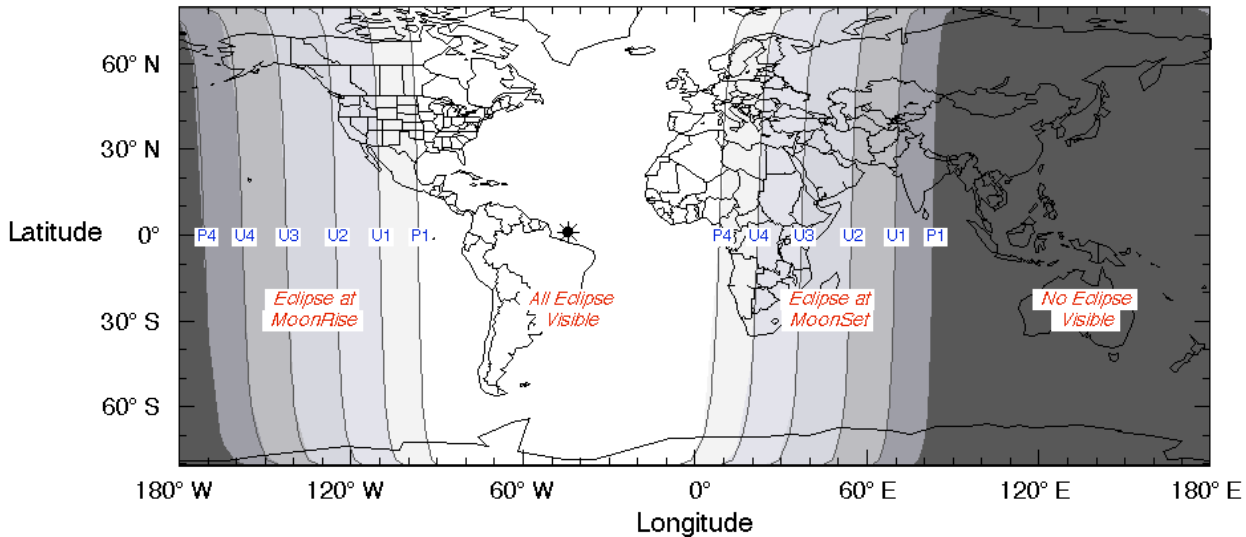 60° N
30° N
Latitude
0°
30° S
60° S
P4 U4 U3 U2 U1 P1 P4 U4 U3 U2 U1 P1
Eclipse at
MoonRise
All Eclipse
Visible
Eclipse at
MoonSet
No Eclipse
Visible
180° W 120° W 60° W 0° 60° E 120° E 180° E
Longitude